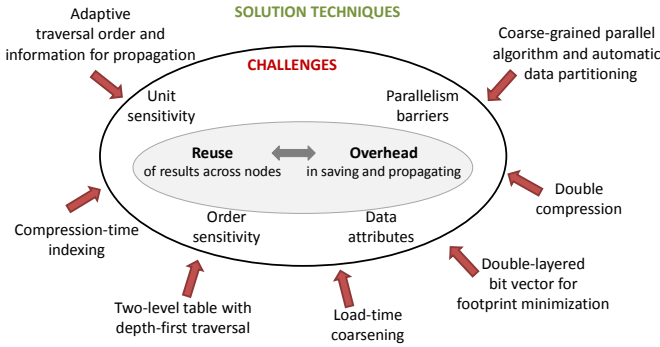 SOLUTION TECHNIQUES
Adaptive
traversal order and
information for propagation
Coarse-grained parallel
algorithm and automatic
data partitioning
CHALLENGES
Unit
sensitivity
Parallelism
barriers
Reuse
of results across nodes
Overhead
in saving and propagating
Order
sensitivity
Data
attributes
Compression-time
indexing
Double
compression
Two-level table with
depth-first traversal
Load-time
coarsening
Double-layered
bit vector for
footprint minimization